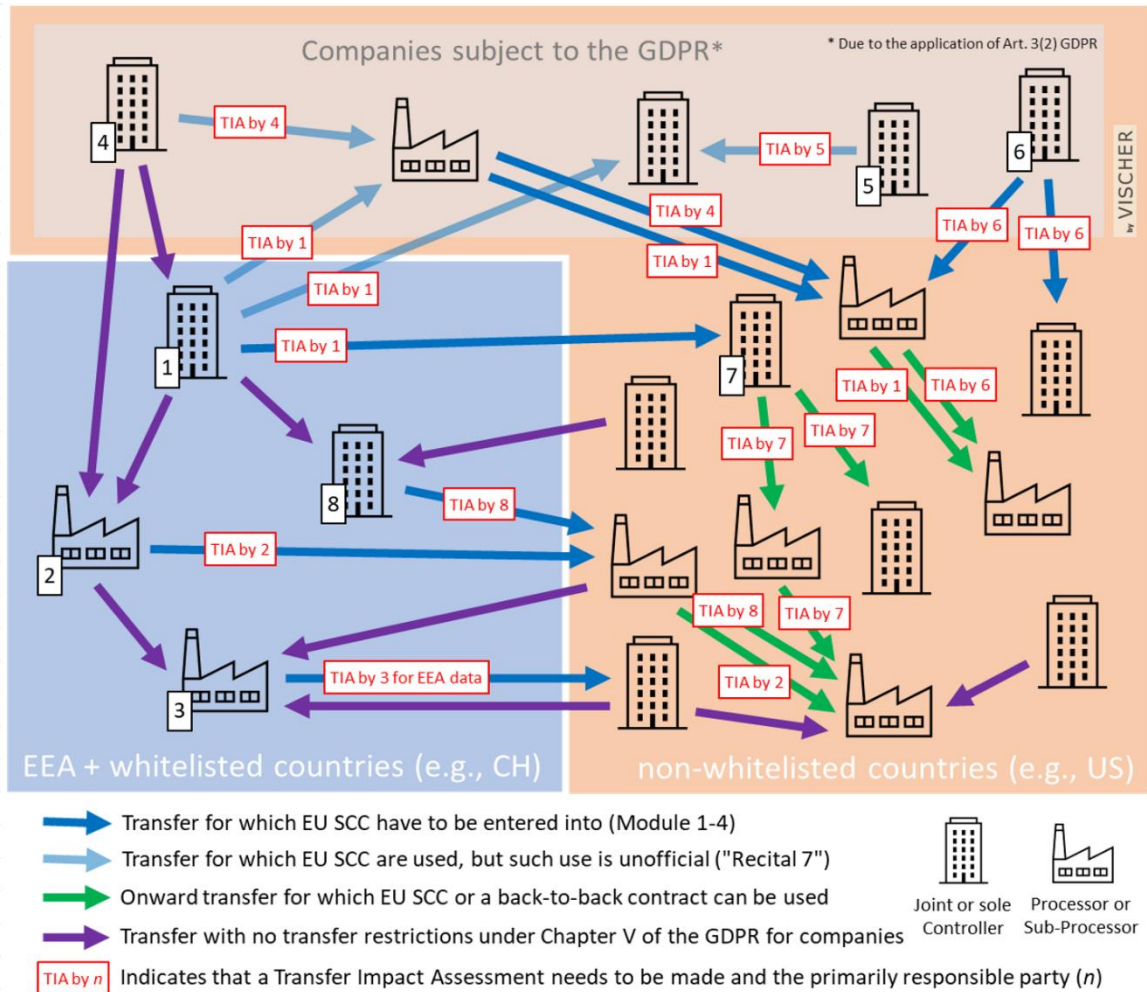 Companies subject to the GDPR*
* Due to the application of Art. 3(2) GDPR
4
TIA by 4
TIA by 5
5
6
by VISCHER
TIA by 4
TIA by 6
TIA by 6
TIA by 1
TIA by 1
TIA by 1
1
TIA by 1
7
TIA by 1
TIA by 6
TIA by 7
TIA by 7
8
TIA by 8
2
TIA by 2
TIA by 8
TIA by 7
3
TIA by 3 for EEA data
TIA by 2
EEA + whitelisted countries (e.g., CH)
non-whitelisted countries (e.g., US)
Transfer for which EU SCC have to be entered into (Module 1-4)
Transfer for which EU SCC are used, but such use is unofficial ("Recital 7")
Onward transfer for which EU SCC or a back-to-back contract can be used
Transfer with no transfer restrictions under Chapter V of the GDPR for companies
TIA by n Indicates that a Transfer Impact Assessment needs to be made and the primarily responsible party (n)
Joint or sole
Controller
Processor or
Sub-Processor